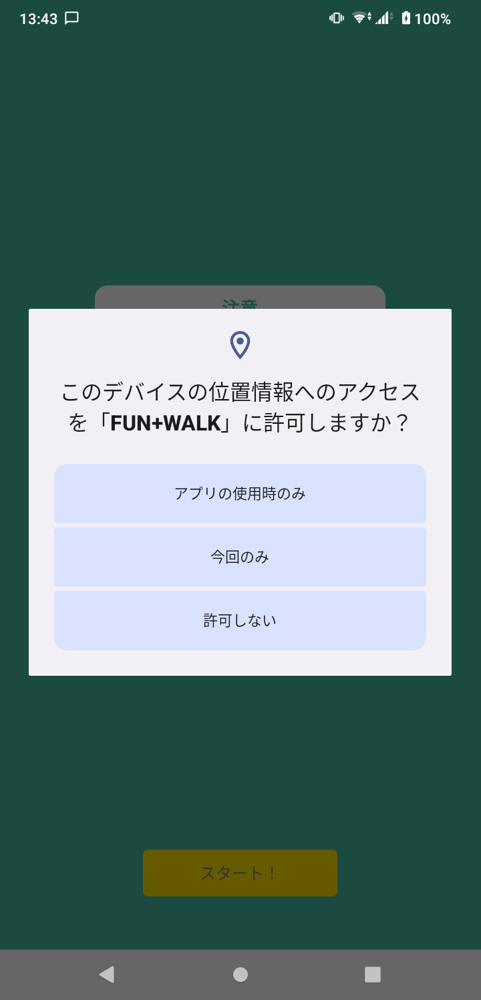 13:43 100%
注意
このデバイスの位置情報へのアクセス
を「FUN+WALK」に許可しますか？
アプリの使用時のみ
今回のみ
許可しない
スタート！